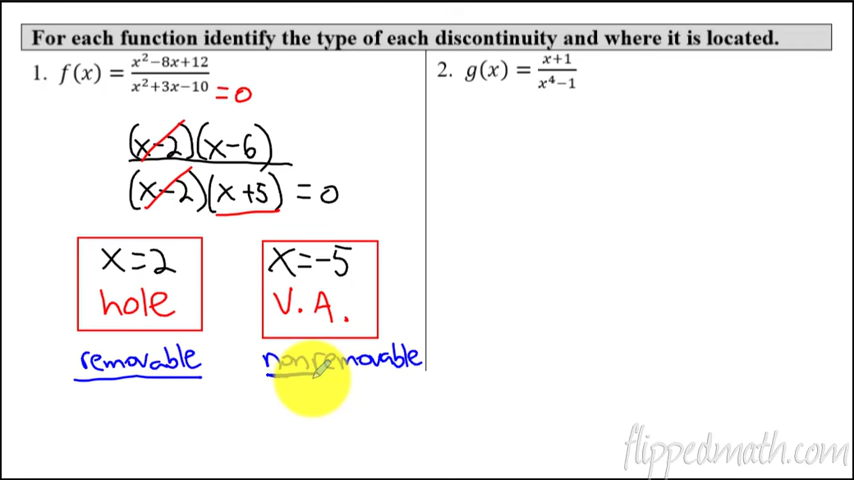 For each function identify the type of each discontinuity and where it is located.
1. f(x) = (x²−8x+12)/(x²+3x−10) = 0
(x−2)(x−6)
(x−2)(x+5) = 0
x=2
hole
removable
x=-5
V.A.
nonremovable
2. g(x) = (x+1)/(x⁴−1)
flippedmath.com